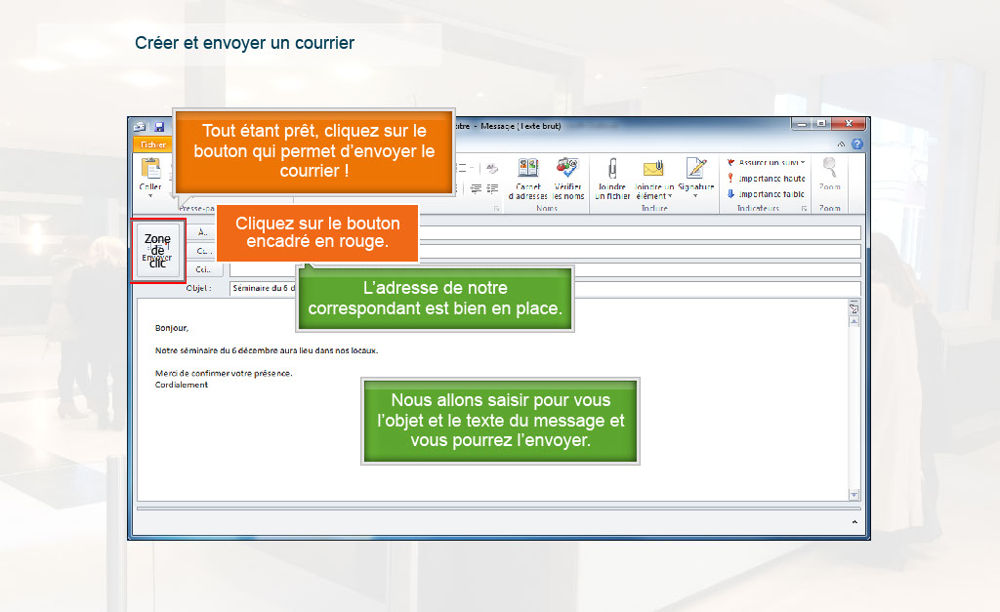 Créer et envoyer un courrier
itre - Message (Texte brut)
Tout étant prêt, cliquez sur le
bouton qui permet d'envoyer le
courrier !
Fichier
Coller
Presse-pa
Carnet
d'adresses
Vérifier
les noms
Noms
Joindre
un fichier
Joindre un
élément
Signature
Inclure
Assurer un suivi
Importance haute
Importance faible
Indicateurs
Zoom
Zoom
Zone
de
clic
Envoyer
À...
Cc...
Cci...
Cliquez sur le bouton
encadré en rouge.
Objet :
Séminaire du 6 d
L'adresse de notre
correspondant est bien en place.
Bonjour,
Notre séminaire du 6 décembre aura lieu dans nos locaux.
Merci de confirmer votre présence.
Cordialement
Nous allons saisir pour vous
l'objet et le texte du message et
vous pourrez l'envoyer.